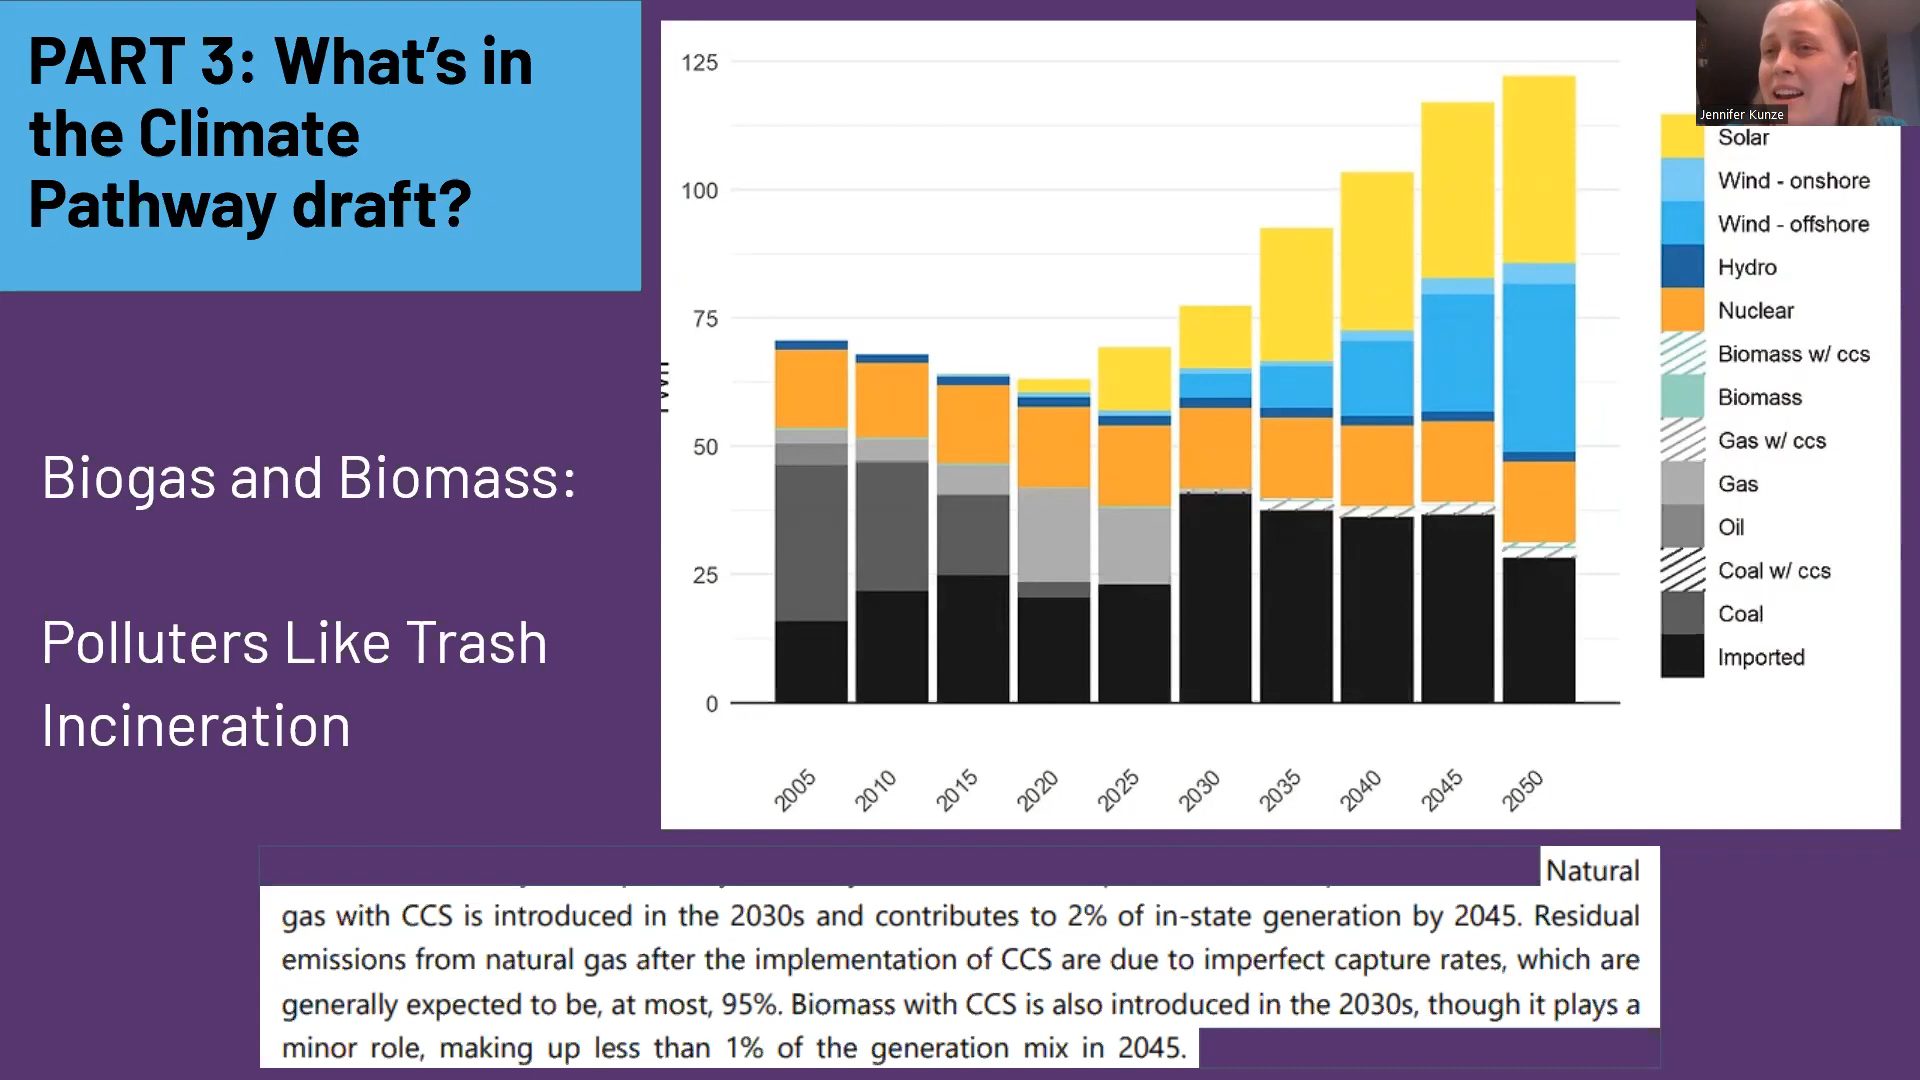 PART 3: What's in
the Climate
Pathway draft?
Biogas and Biomass:
Polluters Like Trash
Incineration
125
100
75
50
25
0
2005
2010
2015
2020
2025
2030
2035
2040
2045
2050
Jennifer Kunze
Solar
Wind - onshore
Wind - offshore
Hydro
Nuclear
Biomass w/ ccs
Biomass
Gas w/ ccs
Gas
Oil
Coal w/ ccs
Coal
Imported
Natural
gas with CCS is introduced in the 2030s and contributes to 2% of in-state generation by 2045. Residual
emissions from natural gas after the implementation of CCS are due to imperfect capture rates, which are
generally expected to be, at most, 95%. Biomass with CCS is also introduced in the 2030s, though it plays a
minor role, making up less than 1% of the generation mix in 2045.